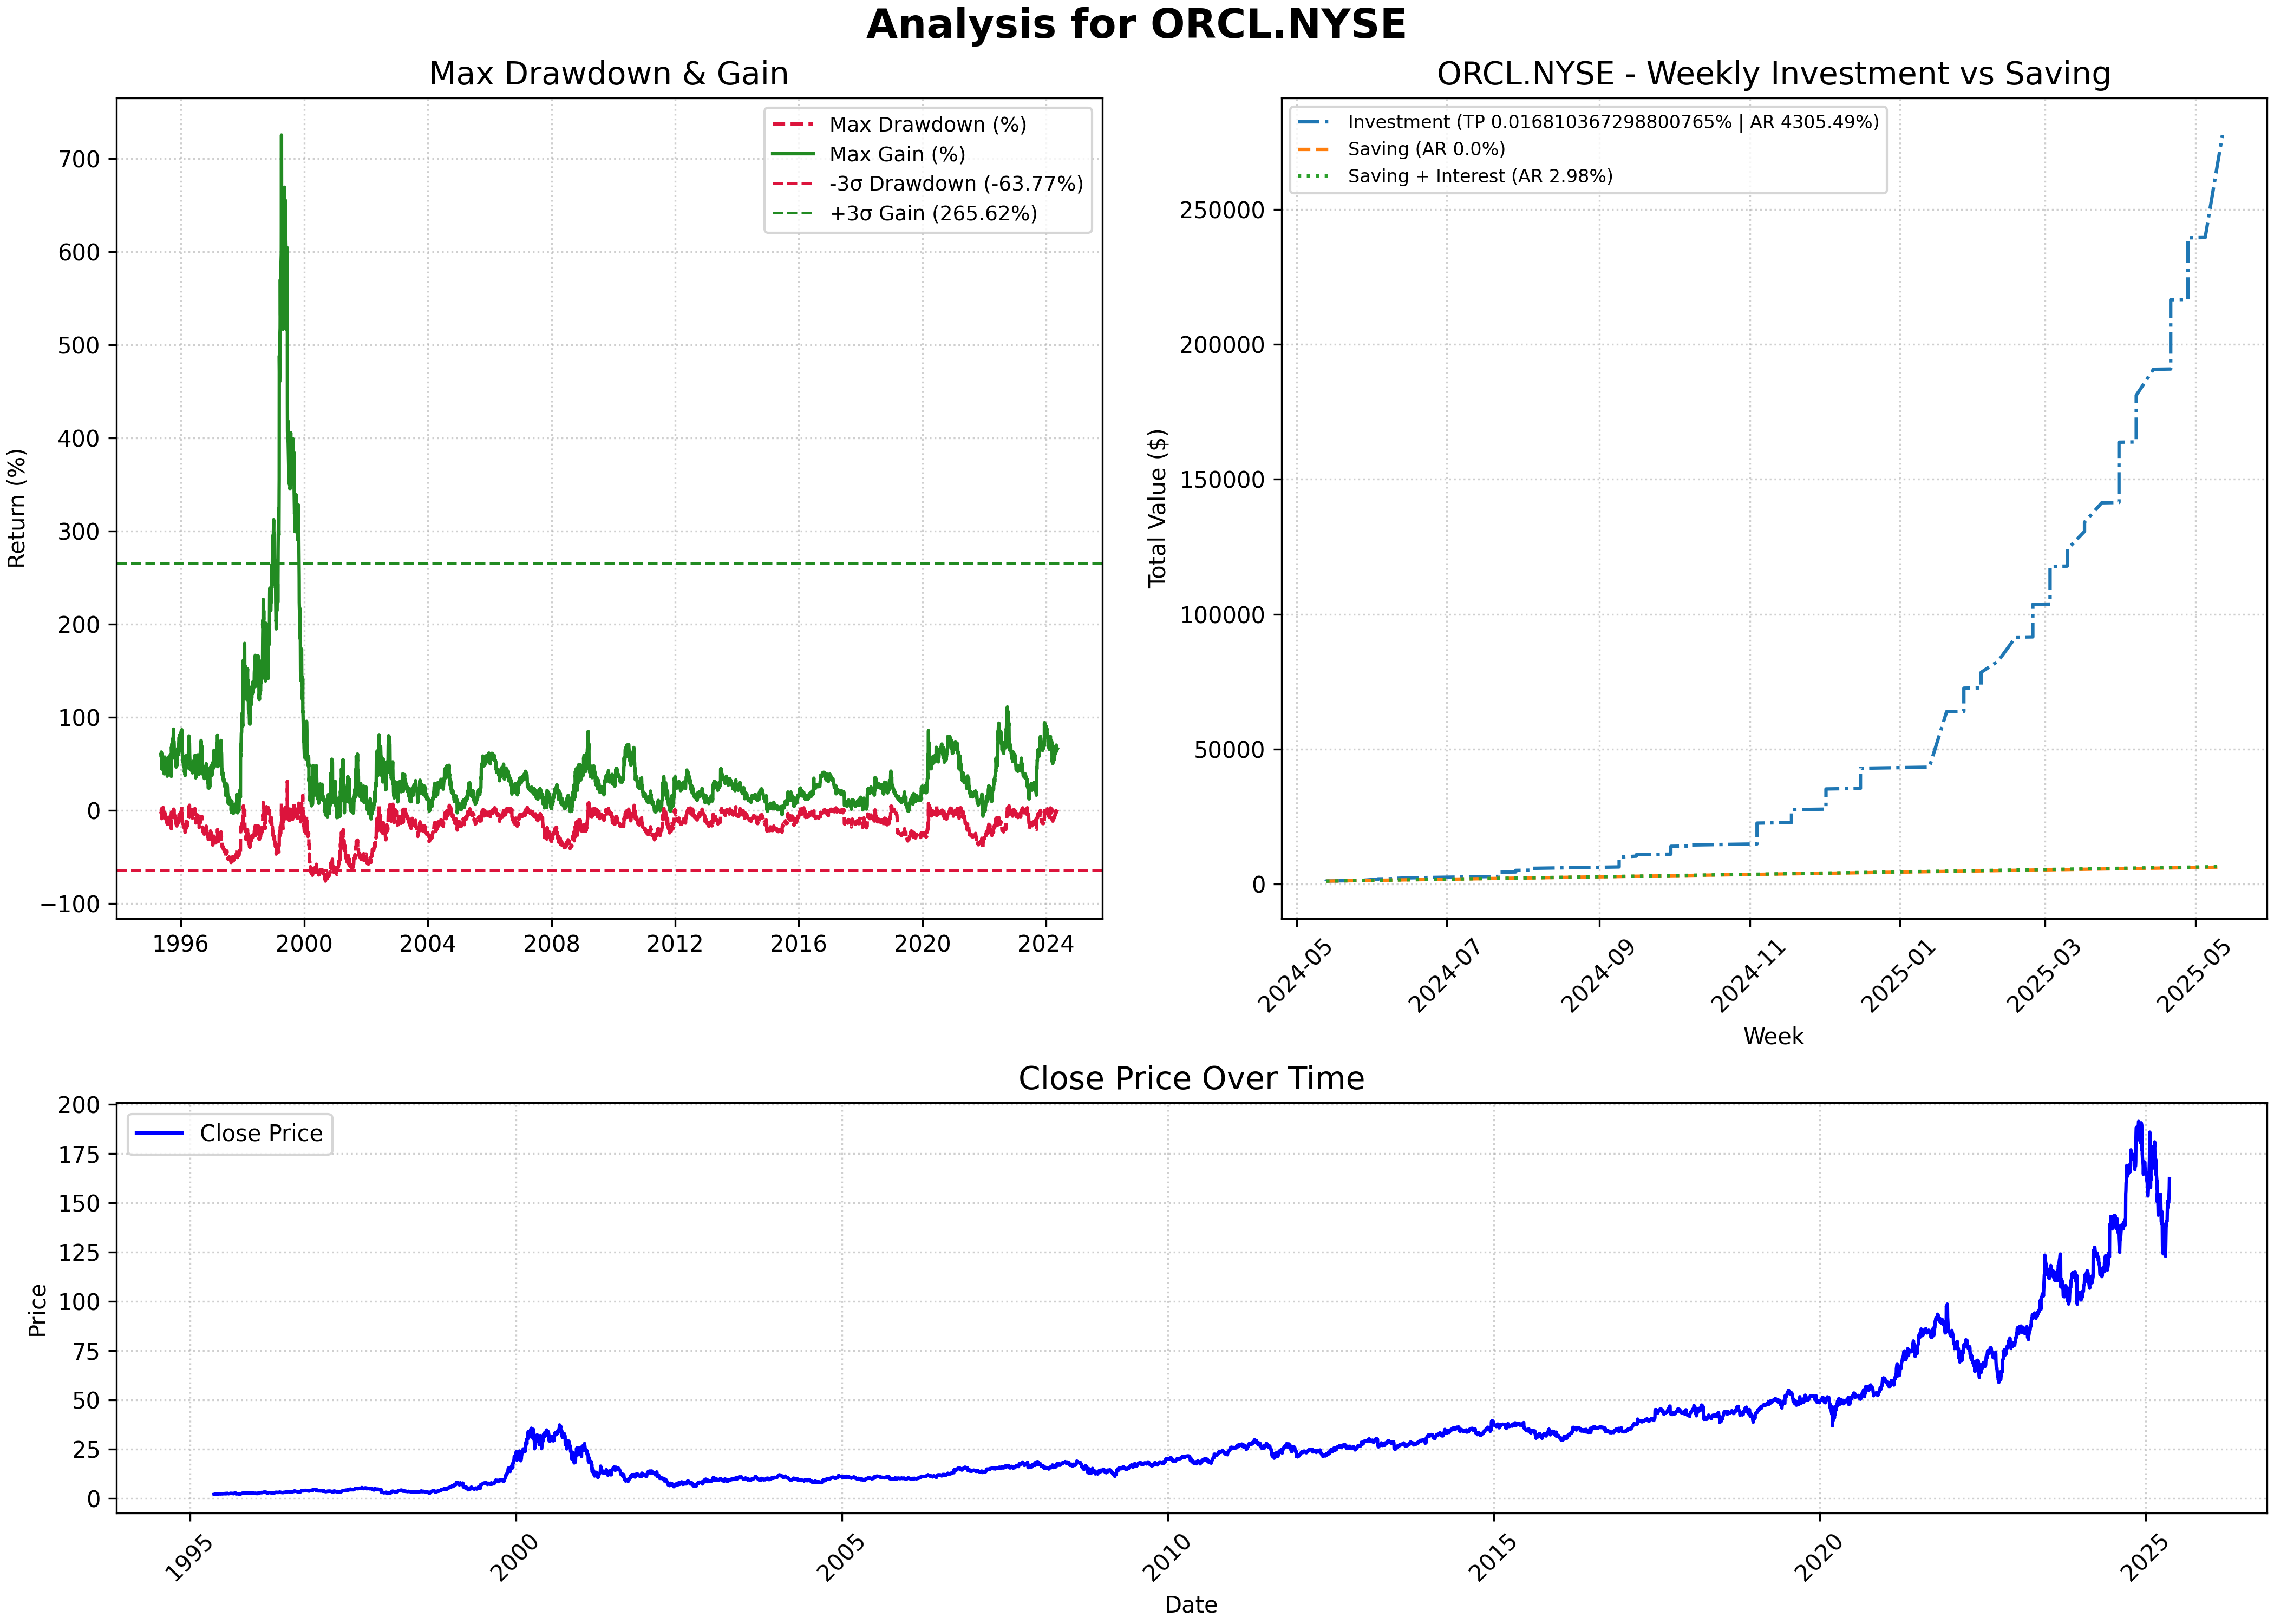 Analysis for ORCL.NYSE
Max Drawdown & Gain
Return (%)
700
600
500
400
300
200
100
0
−100
1996 2000 2004 2008 2012 2016 2020 2024
Max Drawdown (%)
Max Gain (%)
-3σ Drawdown (-63.77%)
+3σ Gain (265.62%)
ORCL.NYSE - Weekly Investment vs Saving
Total Value ($)
250000
200000
150000
100000
50000
0
2024-05 2024-07 2024-09 2024-11 2025-01 2025-03 2025-05
Week
Investment (TP 0.016810367298800765% | AR 4305.49%)
Saving (AR 0.0%)
Saving + Interest (AR 2.98%)
Close Price Over Time
Price
200
175
150
125
100
75
50
25
0
1995 2000 2005 2010 2015 2020 2025
Date
Close Price